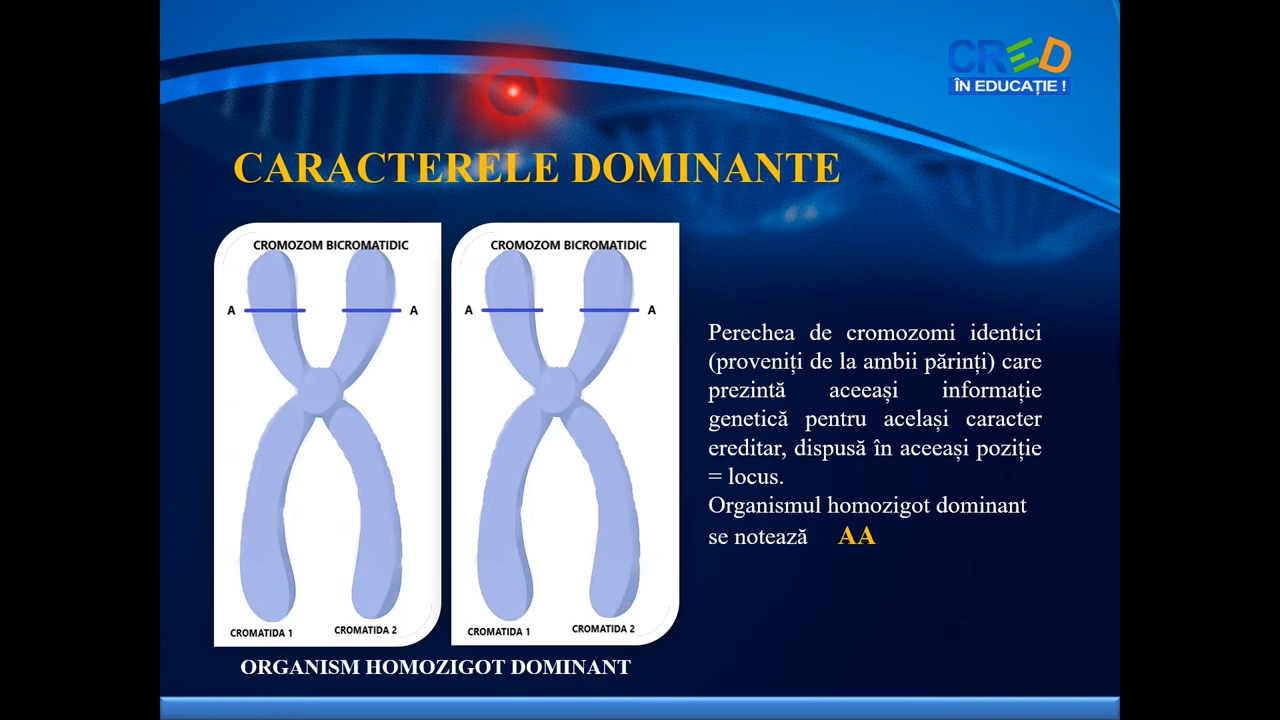 CRED
ÎN EDUCAȚIE !
CARACTERELE DOMINANTE
CROMOZOM BICROMATIDIC
A A
CROMATIDA 1 CROMATIDA 2
CROMOZOM BICROMATIDIC
A A
CROMATIDA 1 CROMATIDA 2
ORGANISM HOMOZIGOT DOMINANT
Perechea de cromozomi identici
(proveniți de la ambii părinți) care
prezintă aceeași informație
genetică pentru același caracter
ereditar, dispusă în aceeași poziție
= locus.
Organismul homozigot dominant
se notează AA